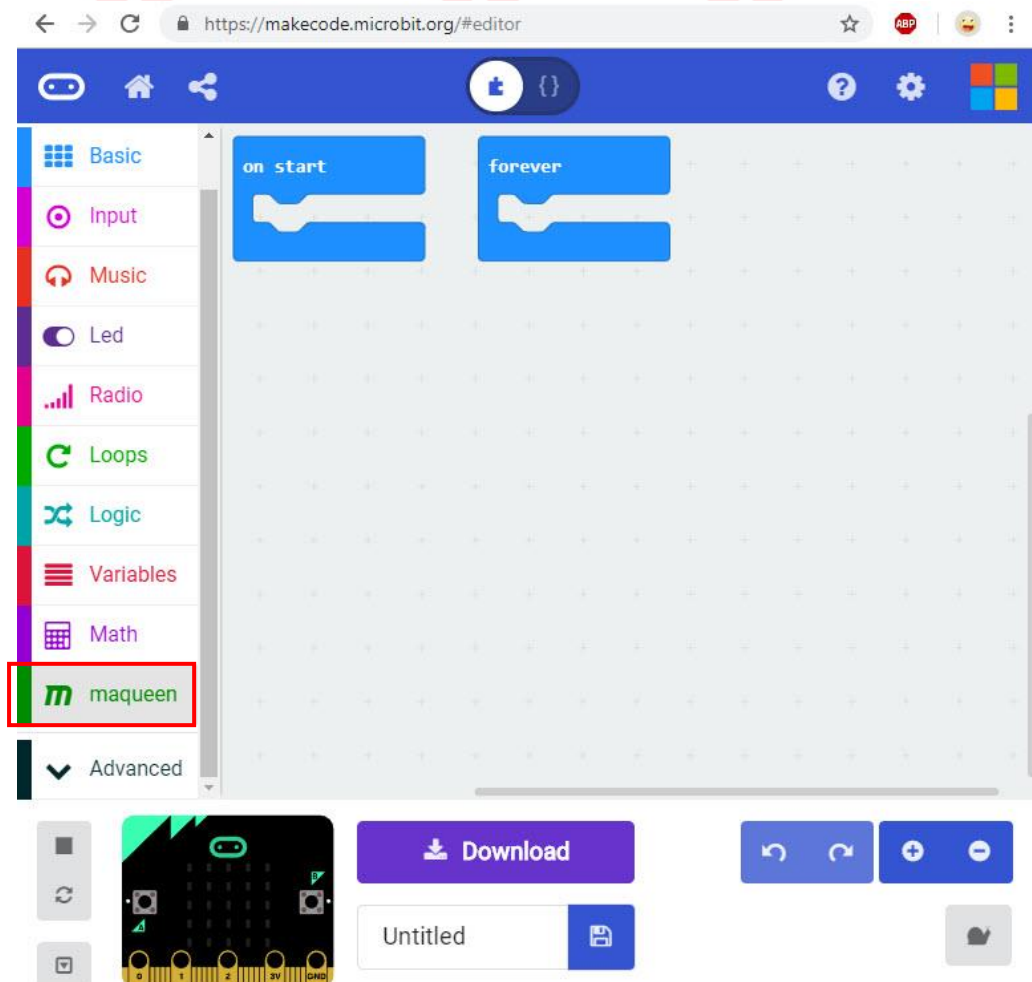 https://makecode.microbit.org/#editor
ABP
{}
Basic
on start
forever
Input
Music
Led
Radio
Loops
Logic
Variables
Math
m maqueen
Advanced
Download
B
A
Untitled
0 1 2 3V GND